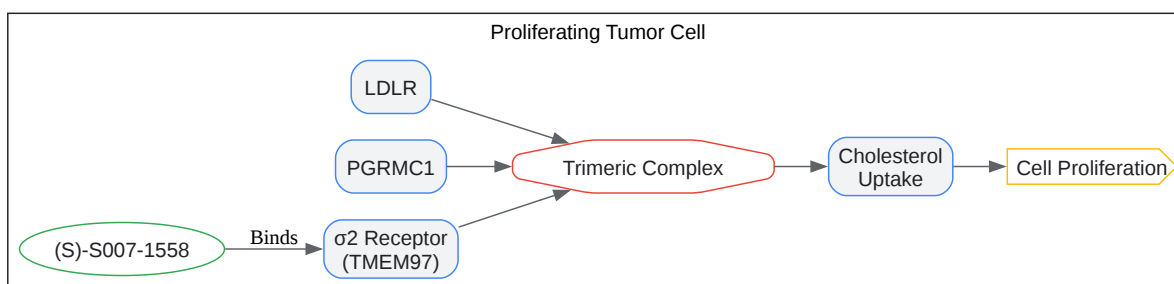 Proliferating Tumor Cell
LDLR
PGRMC1
Trimeric Complex
Cholesterol
Uptake
Cell Proliferation
(S)-S007-1558
Binds
σ2 Receptor
(TMEM97)